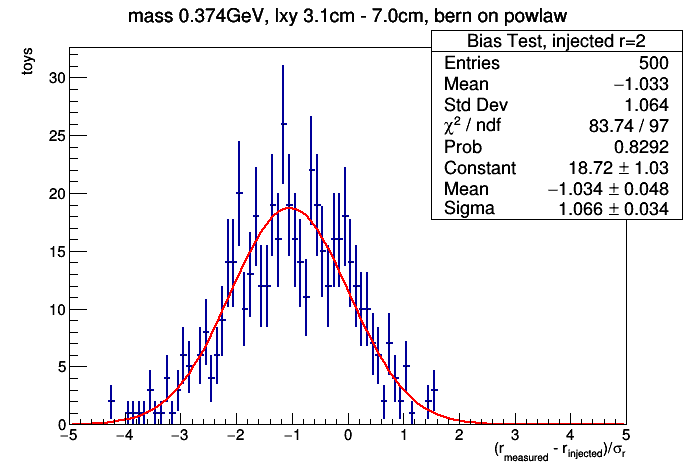 mass 0.374GeV, lxy 3.1cm - 7.0cm, bern on powlaw
toys
Bias Test, injected r=2
Entries 500
Mean −1.033
Std Dev 1.064
χ² / ndf 83.74 / 97
Prob 0.8292
Constant 18.72 ± 1.03
Mean −1.034 ± 0.048
Sigma 1.066 ± 0.034
30
25
20
15
10
5
0
−5 −4 −3 −2 −1 0 1 2 3 4 5
(r_measured - r_injected)/σ_r